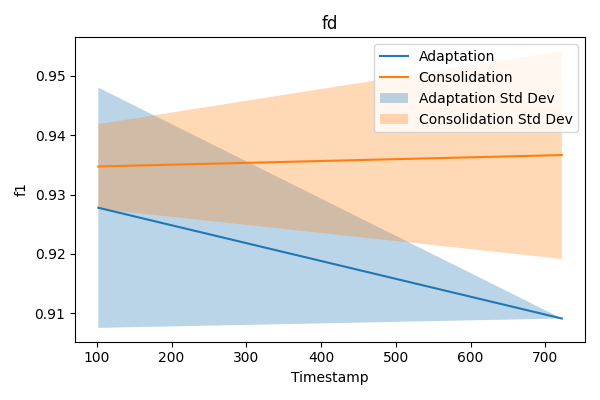 fd
Adaptation
Consolidation
Adaptation Std Dev
Consolidation Std Dev
f1
0.95
0.94
0.93
0.92
0.91
100 200 300 400 500 600 700
Timestamp